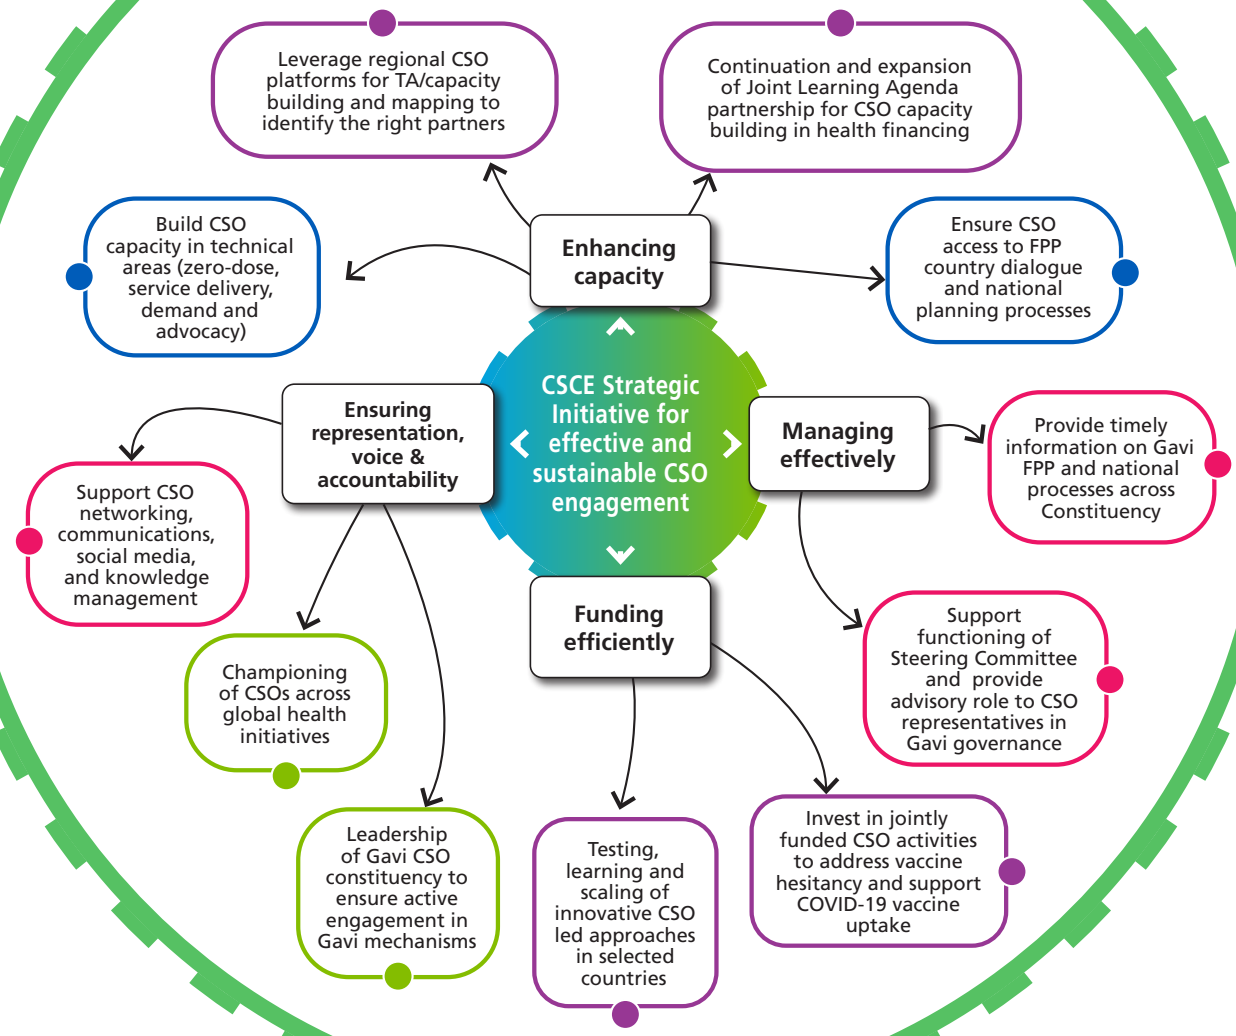 Leverage regional CSO
platforms for TA/capacity
building and mapping to
identify the right partners
Continuation and expansion
of Joint Learning Agenda
partnership for CSO capacity
building in health financing
Build CSO
capacity in technical
areas (zero-dose,
service delivery,
demand and
advocacy)
Enhancing
capacity
Ensure CSO
access to FPP
country dialogue
and national
planning processes
CSCE Strategic
Initiative for
effective and
sustainable CSO
engagement
Ensuring
representation,
voice &
accountability
Managing
effectively
Provide timely
information on Gavi
FPP and national
processes across
Constituency
Support CSO
networking,
communications,
social media,
and knowledge
management
Funding
efficiently
Support
functioning of
Steering Committee
and provide
advisory role to CSO
representatives in
Gavi governance
Championing
of CSOs across
global health
initiatives
Leadership
of Gavi CSO
constituency to
ensure active
engagement in
Gavi mechanisms
Testing,
learning and
scaling of
innovative CSO
led approaches
in selected
countries
Invest in jointly
funded CSO activities
to address vaccine
hesitancy and support
COVID-19 vaccine
uptake